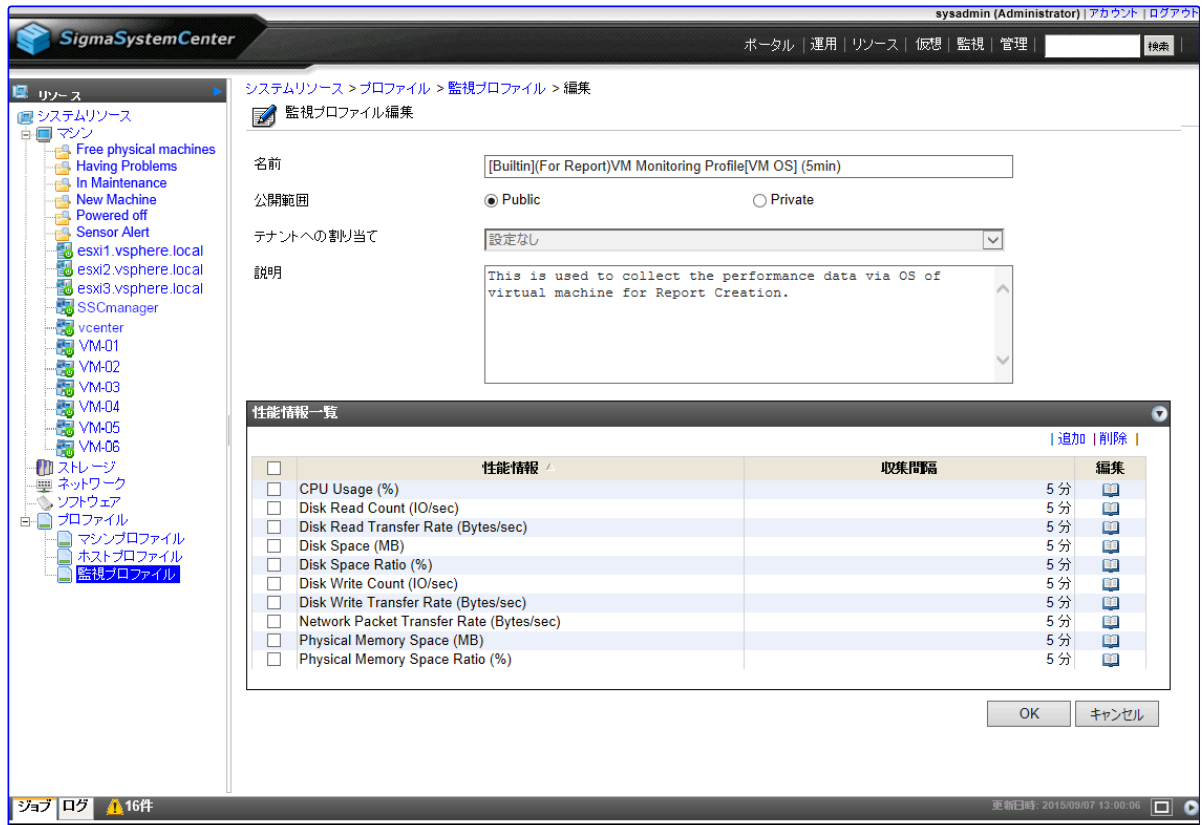 sysadmin (Administrator) | アカウント | ログアウト
SigmaSystemCenter
ポータル | 運用 | リソース | 仮想 | 監視 | 管理 | 検索
リソース
システムリソース
マシン
Free physical machines
Having Problems
In Maintenance
New Machine
Powered off
Sensor Alert
esxi1.vsphere.local
esxi2.vsphere.local
esxi3.vsphere.local
SSCmanager
vcenter
VM-01
VM-02
VM-03
VM-04
VM-05
VM-06
ストレージ
ネットワーク
ソフトウェア
プロファイル
マシンプロファイル
ホストプロファイル
監視プロファイル
システムリソース > プロファイル > 監視プロファイル > 編集
監視プロファイル編集
名前 [Builtin](For Report)VM Monitoring Profile[VM OS] (5min)
公開範囲 Public Private
テナントへの割り当て 設定なし
説明 This is used to collect the performance data via OS of
virtual machine for Report Creation.
性能情報一覧
| 追加 | 削除 |
性能情報 収集間隔 編集
CPU Usage (%) 5 分
Disk Read Count (IO/sec) 5 分
Disk Read Transfer Rate (Bytes/sec) 5 分
Disk Space (MB) 5 分
Disk Space Ratio (%) 5 分
Disk Write Count (IO/sec) 5 分
Disk Write Transfer Rate (Bytes/sec) 5 分
Network Packet Transfer Rate (Bytes/sec) 5 分
Physical Memory Space (MB) 5 分
Physical Memory Space Ratio (%) 5 分
OK キャンセル
ジョブ ログ 16件 更新日時: 2015/09/07 13:00:06